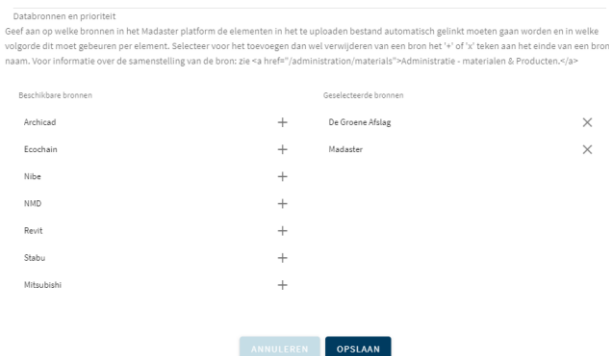 Databronnen en prioriteit
Geef aan op welke bronnen in het Madaster platform de elementen in het te uploaden bestand automatisch gelinkt moeten gaan worden en in welke
volgorde dit moet gebeuren per element. Selecteer voor het toevoegen dan wel verwijderen van een bron het '+' of 'x' teken aan het einde van een bron
naam. Voor informatie over de samenstelling van de bron: zie <a href="/administration/materials">Administratie - materialen & Producten.</a>
Beschikbare bronnen Geselecteerde bronnen
Archicad + De Groene Afslag ×
Ecochain + Madaster ×
Nibe +
NMD +
Revit +
Stabu +
Mitsubishi +
ANNULEREN OPSLAAN